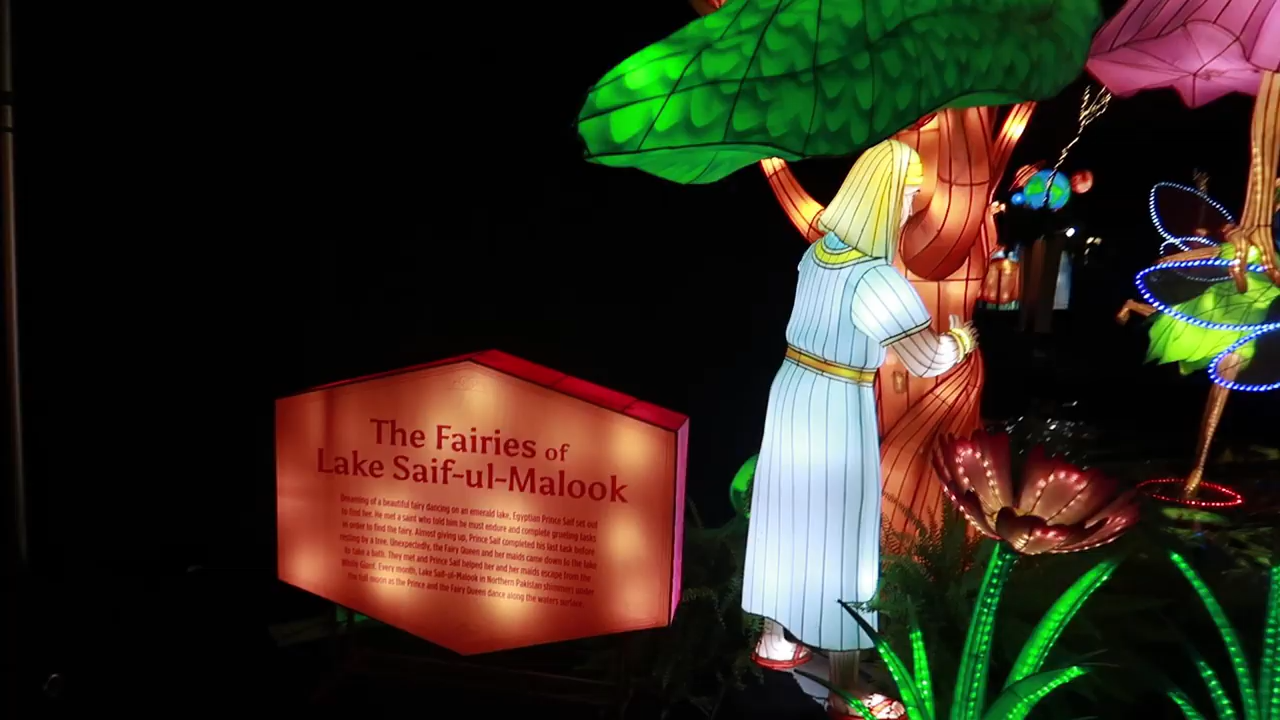 The Fairies of
Lake Saif-ul-Malook
Dreaming of a beautiful fairy dancing on an emerald lake, Egyptian Prince Saif set out
to find her. He met a saint who told him he must endure and complete grueling tasks
in order to find the fairy. Almost giving up, Prince Saif completed his last task before
resting by a tree. Unexpectedly, the Fairy Queen and her maids came down to the lake
to take a bath. They met and Prince Saif helped her and her maids escape from the
White Giant. Every month, Lake Saif-ol-Malook in Northern Pakistan shimmers under
the full moon as the Prince and the Fairy Queen dance along the waters surface.